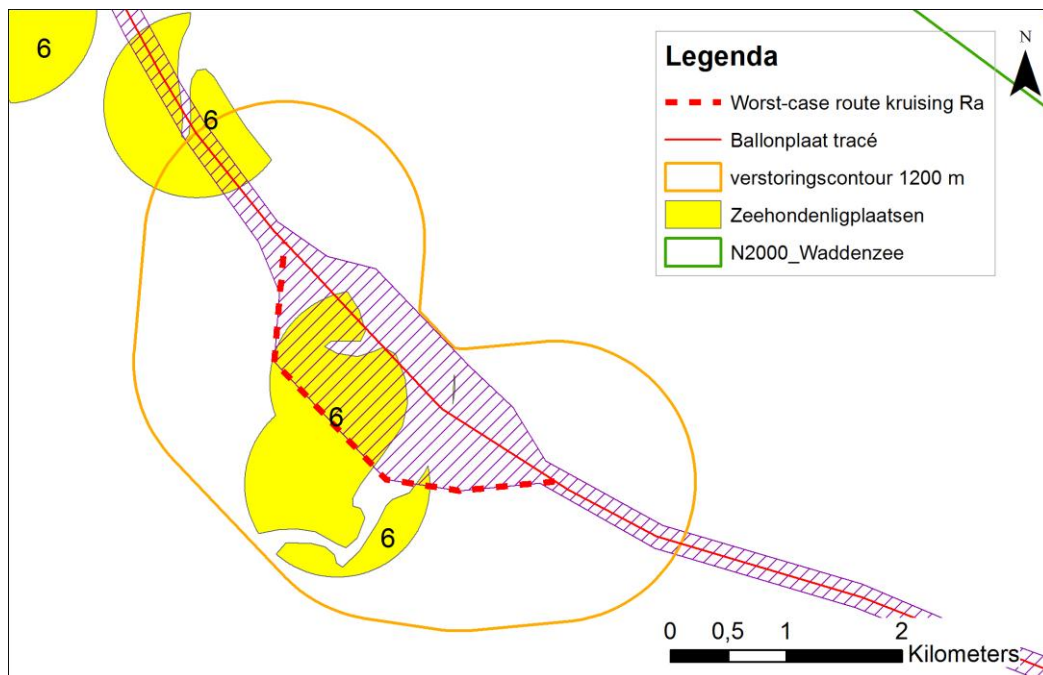 6
6
6
6
Legenda
N
Worst-case route kruising Ra
Ballonplaat tracé
verstoringscontour 1200 m
Zeehondenligplaatsen
N2000_Waddenzee
0 0,5 1 2
Kilometers